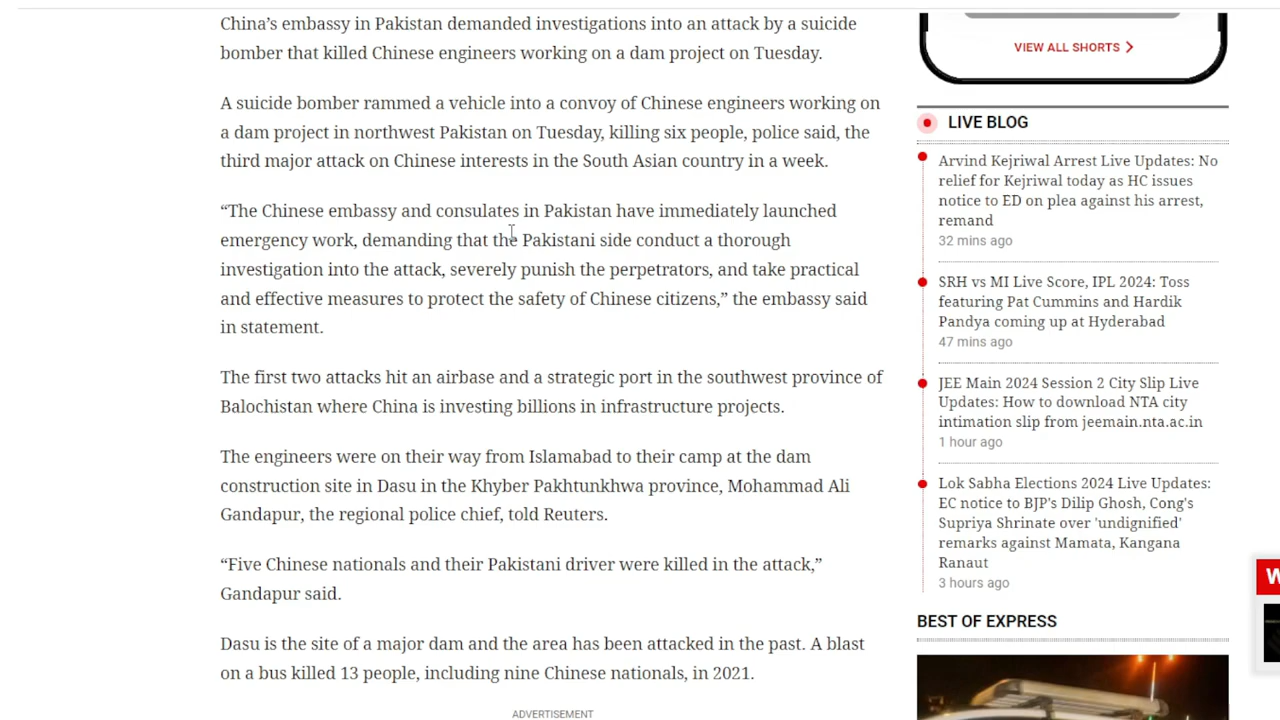 China’s embassy in Pakistan demanded investigations into an attack by a suicide
bomber that killed Chinese engineers working on a dam project on Tuesday.
A suicide bomber rammed a vehicle into a convoy of Chinese engineers working on
a dam project in northwest Pakistan on Tuesday, killing six people, police said, the
third major attack on Chinese interests in the South Asian country in a week.
“The Chinese embassy and consulates in Pakistan have immediately launched
emergency work, demanding that the Pakistani side conduct a thorough
investigation into the attack, severely punish the perpetrators, and take practical
and effective measures to protect the safety of Chinese citizens,” the embassy said
in statement.
The first two attacks hit an airbase and a strategic port in the southwest province of
Balochistan where China is investing billions in infrastructure projects.
The engineers were on their way from Islamabad to their camp at the dam
construction site in Dasu in the Khyber Pakhtunkhwa province, Mohammad Ali
Gandapur, the regional police chief, told Reuters.
“Five Chinese nationals and their Pakistani driver were killed in the attack,”
Gandapur said.
Dasu is the site of a major dam and the area has been attacked in the past. A blast
on a bus killed 13 people, including nine Chinese nationals, in 2021.
ADVERTISEMENT
VIEW ALL SHORTS
LIVE BLOG
Arvind Kejriwal Arrest Live Updates: No
relief for Kejriwal today as HC issues
notice to ED on plea against his arrest,
remand
32 mins ago
SRH vs MI Live Score, IPL 2024: Toss
featuring Pat Cummins and Hardik
Pandya coming up at Hyderabad
47 mins ago
JEE Main 2024 Session 2 City Slip Live
Updates: How to download NTA city
intimation slip from jeemain.nta.ac.in
1 hour ago
Lok Sabha Elections 2024 Live Updates:
EC notice to BJP's Dilip Ghosh, Cong's
Supriya Shrinate over 'undignified'
remarks against Mamata, Kangana
Ranaut
3 hours ago
BEST OF EXPRESS